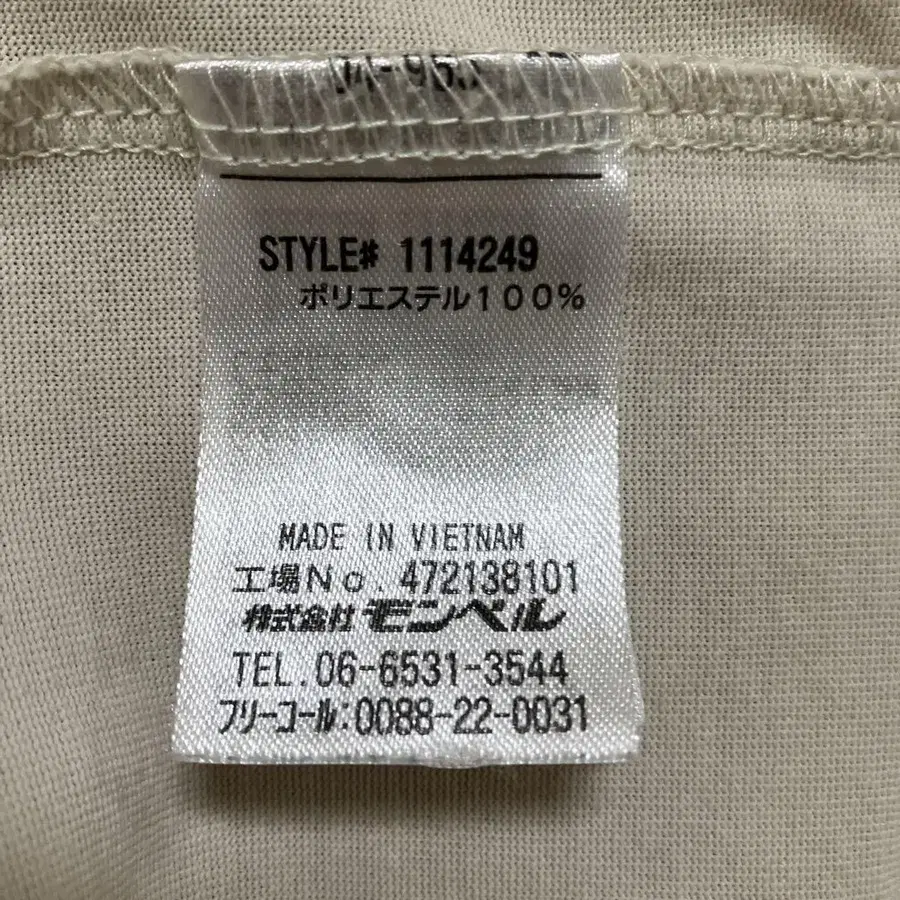 STYLE# 1114249
ポリエステル100%
MADE IN VIETNAM
工場No. 472138101
株式会社モンベル
TEL.06-6531-3544
フリーコール:0088-22-0031